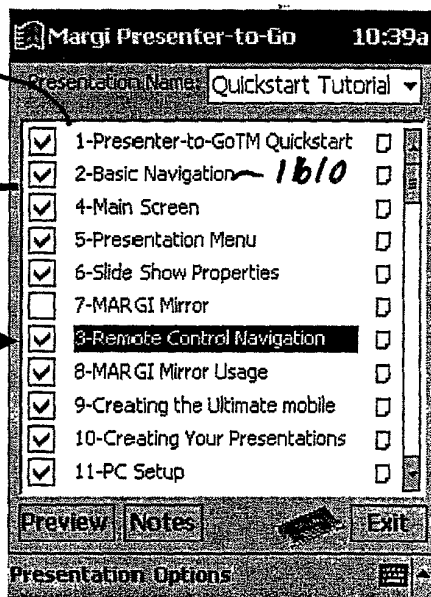 Margi Presenter-to-Go 10:39a
Presentation Name: Quickstart Tutorial
1-Presenter-to-GoTM Quickstart
2-Basic Navigation 1610
4-Main Screen
5-Presentation Menu
6-Slide Show Properties
7-MARGI Mirror
3-Remote Control Navigation
8-MARGI Mirror Usage
9-Creating the Ultimate mobile
10-Creating Your Presentations
11-PC Setup
Preview Notes Exit
Presentation Options